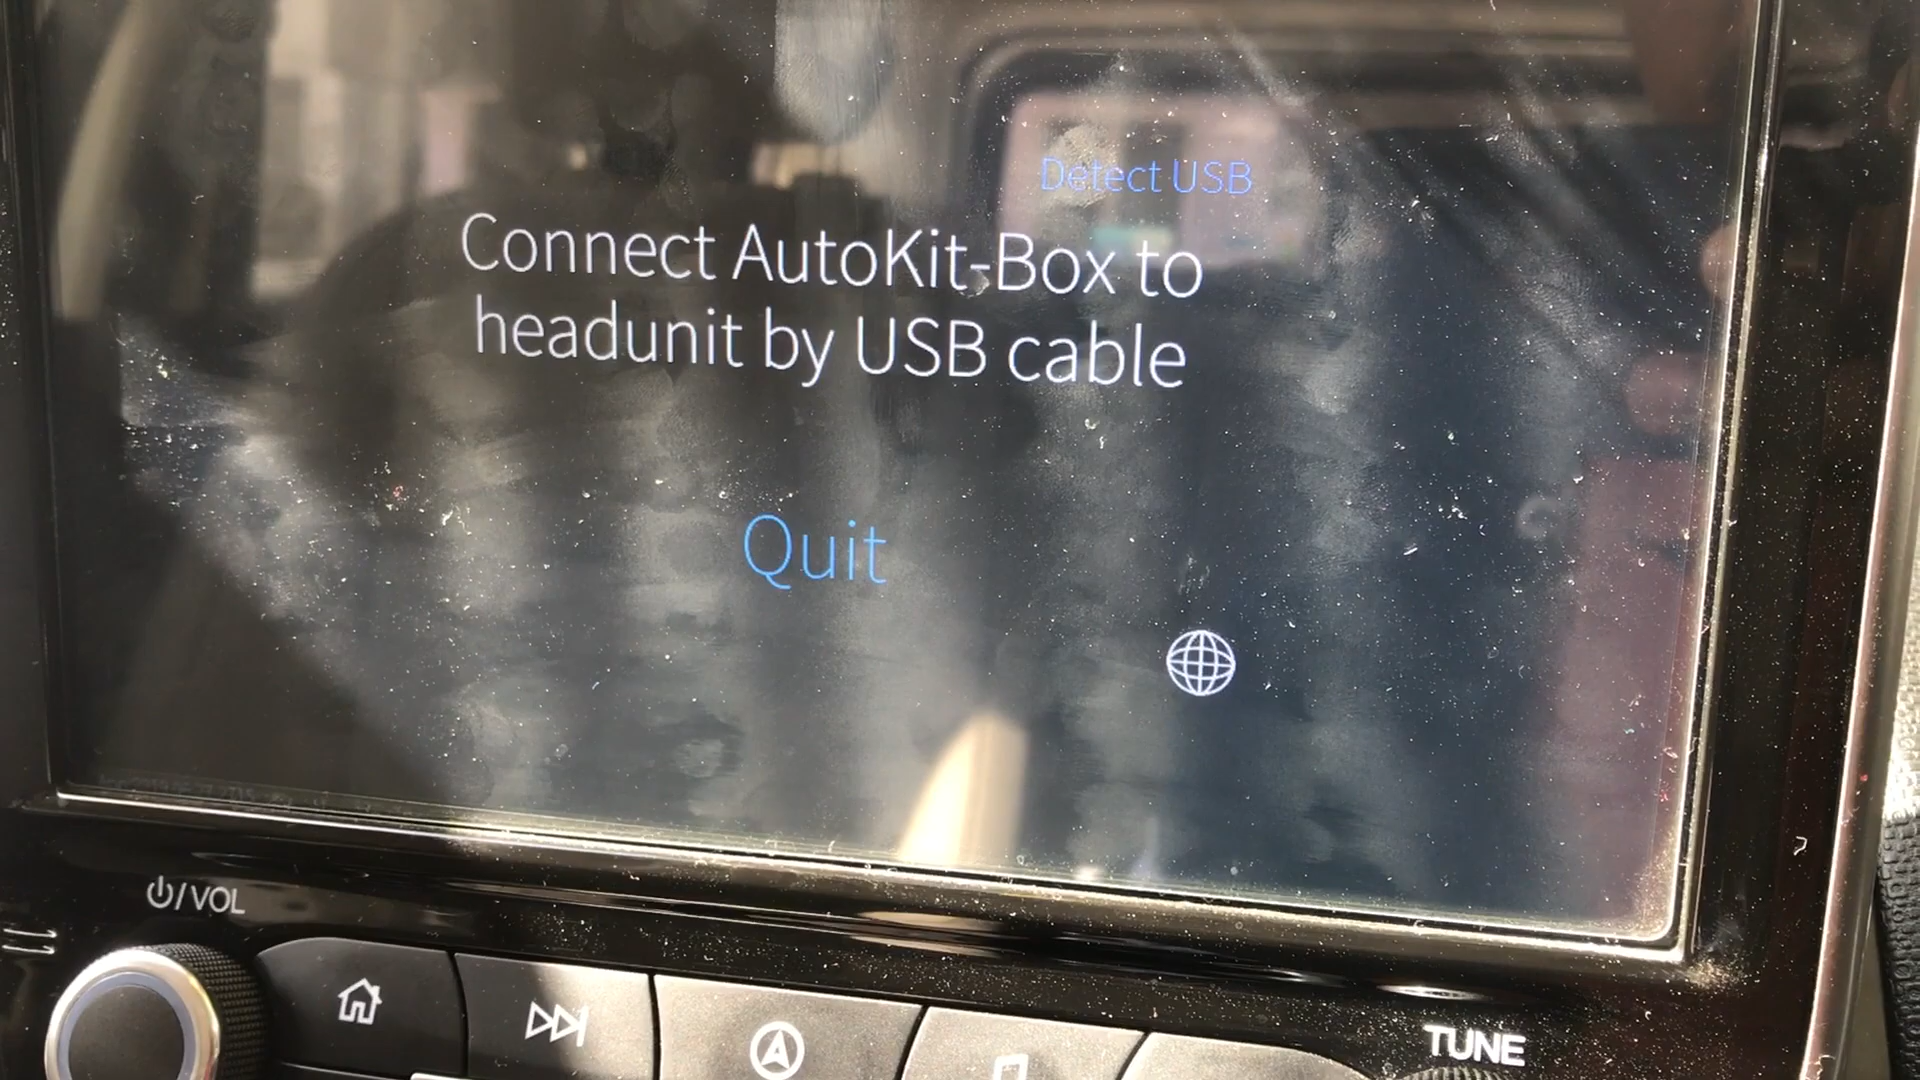 Detect USB
Connect AutoKit-Box to
headunit by USB cable
Quit
/VOL
TUNE